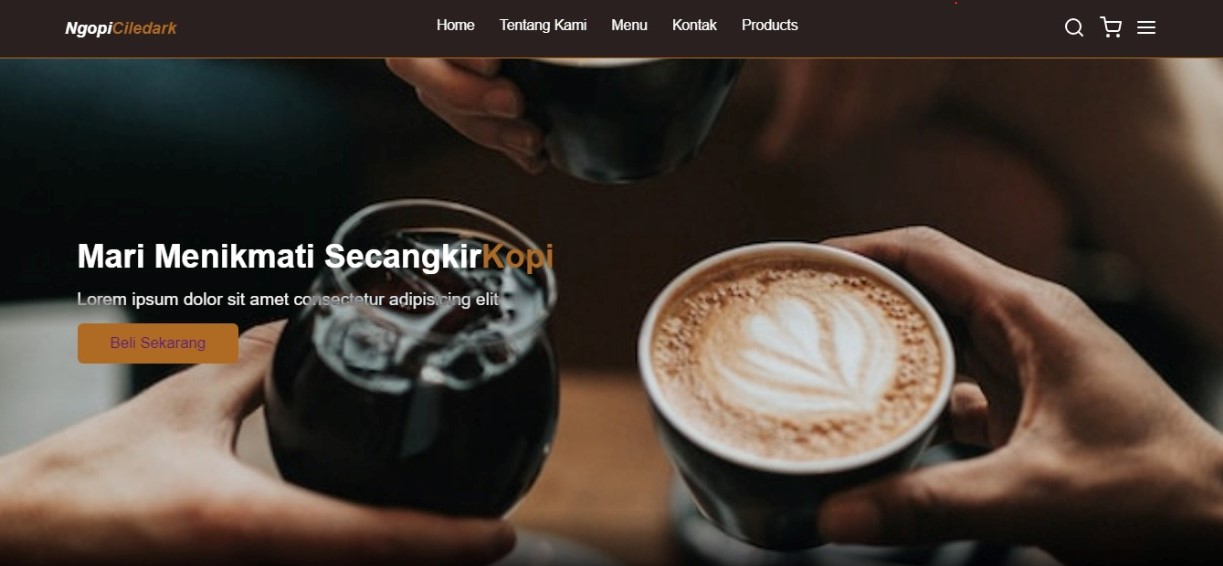 NgopiCiledark
Home Tentang Kami Menu Kontak Products
Mari Menikmati SecangkirKopi
Lorem ipsum dolor sit amet consectetur adipisicing elit
Beli Sekarang